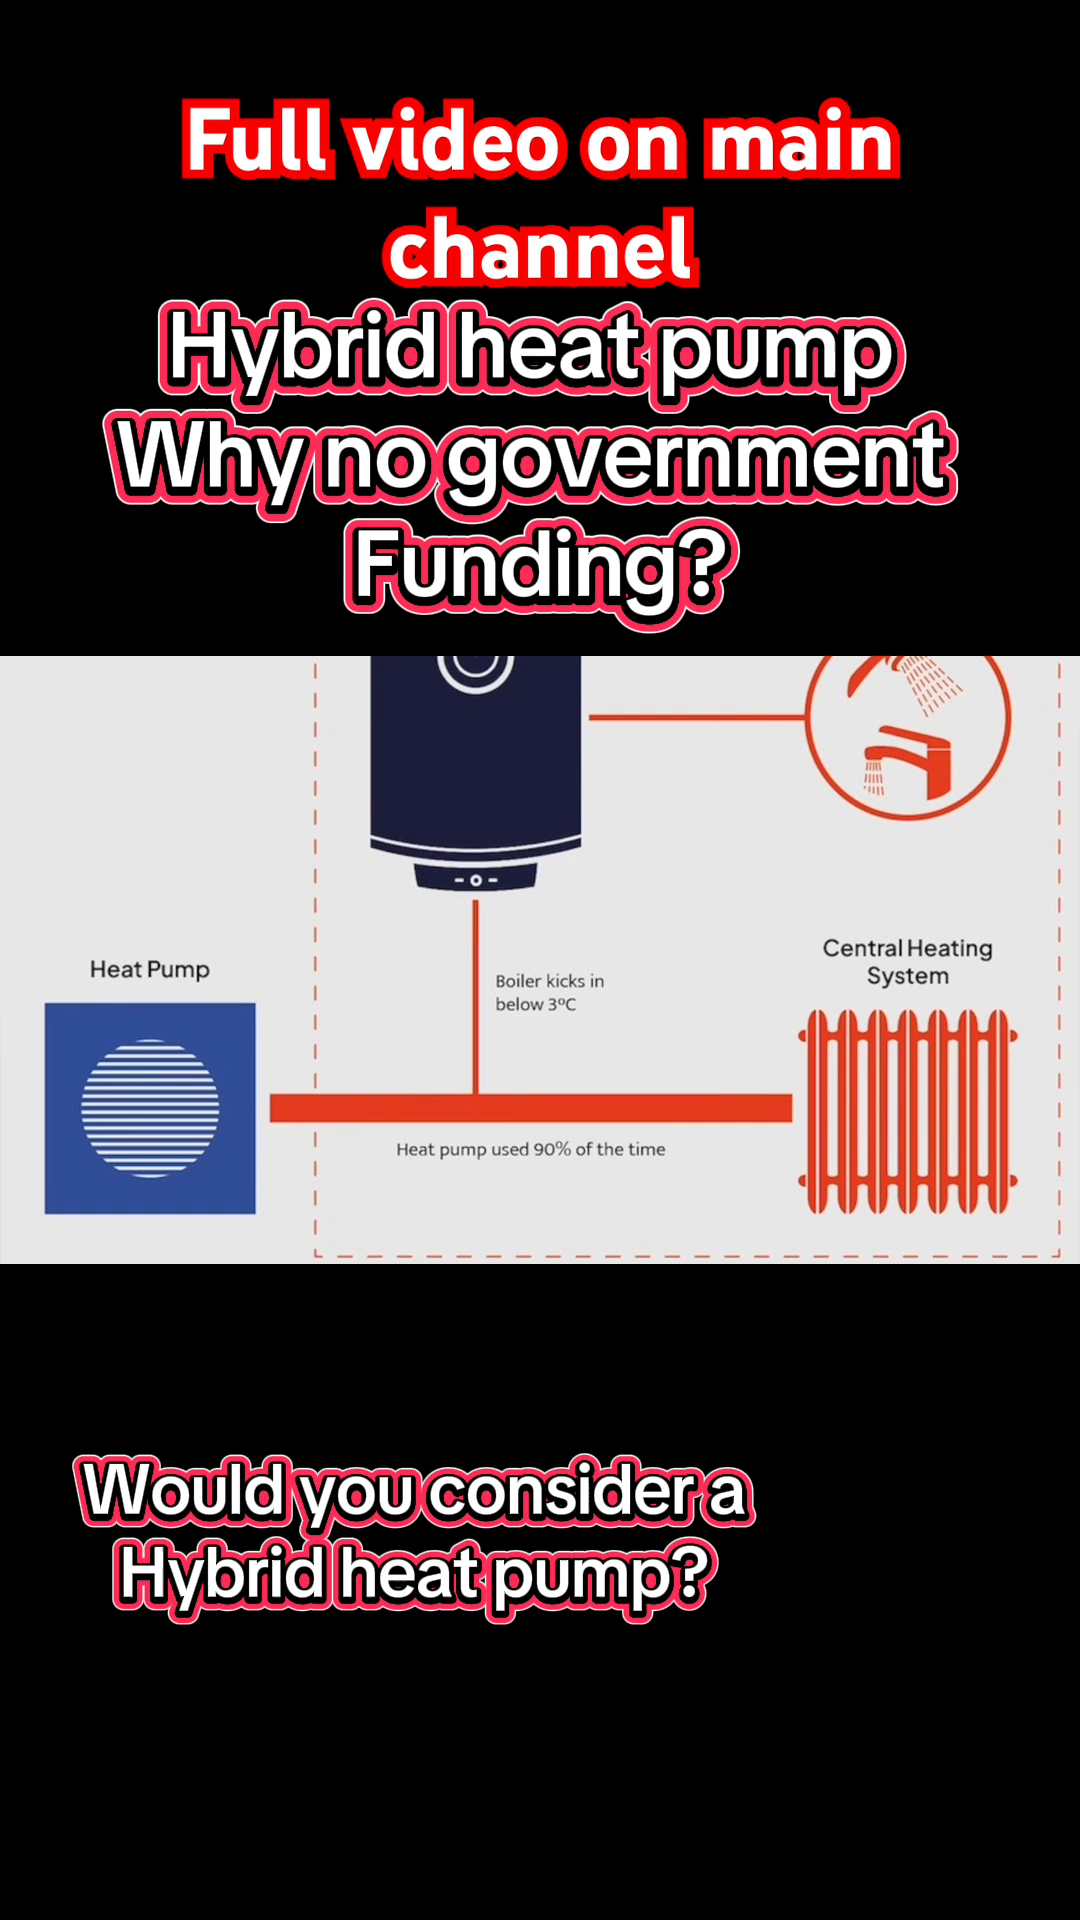 Full video on main
channel
Hybrid heat pump
Why no government
Funding?
Heat Pump
Boiler kicks in
below 3ºC
Central Heating
System
Heat pump used 90% of the time
Would you consider a
Hybrid heat pump?